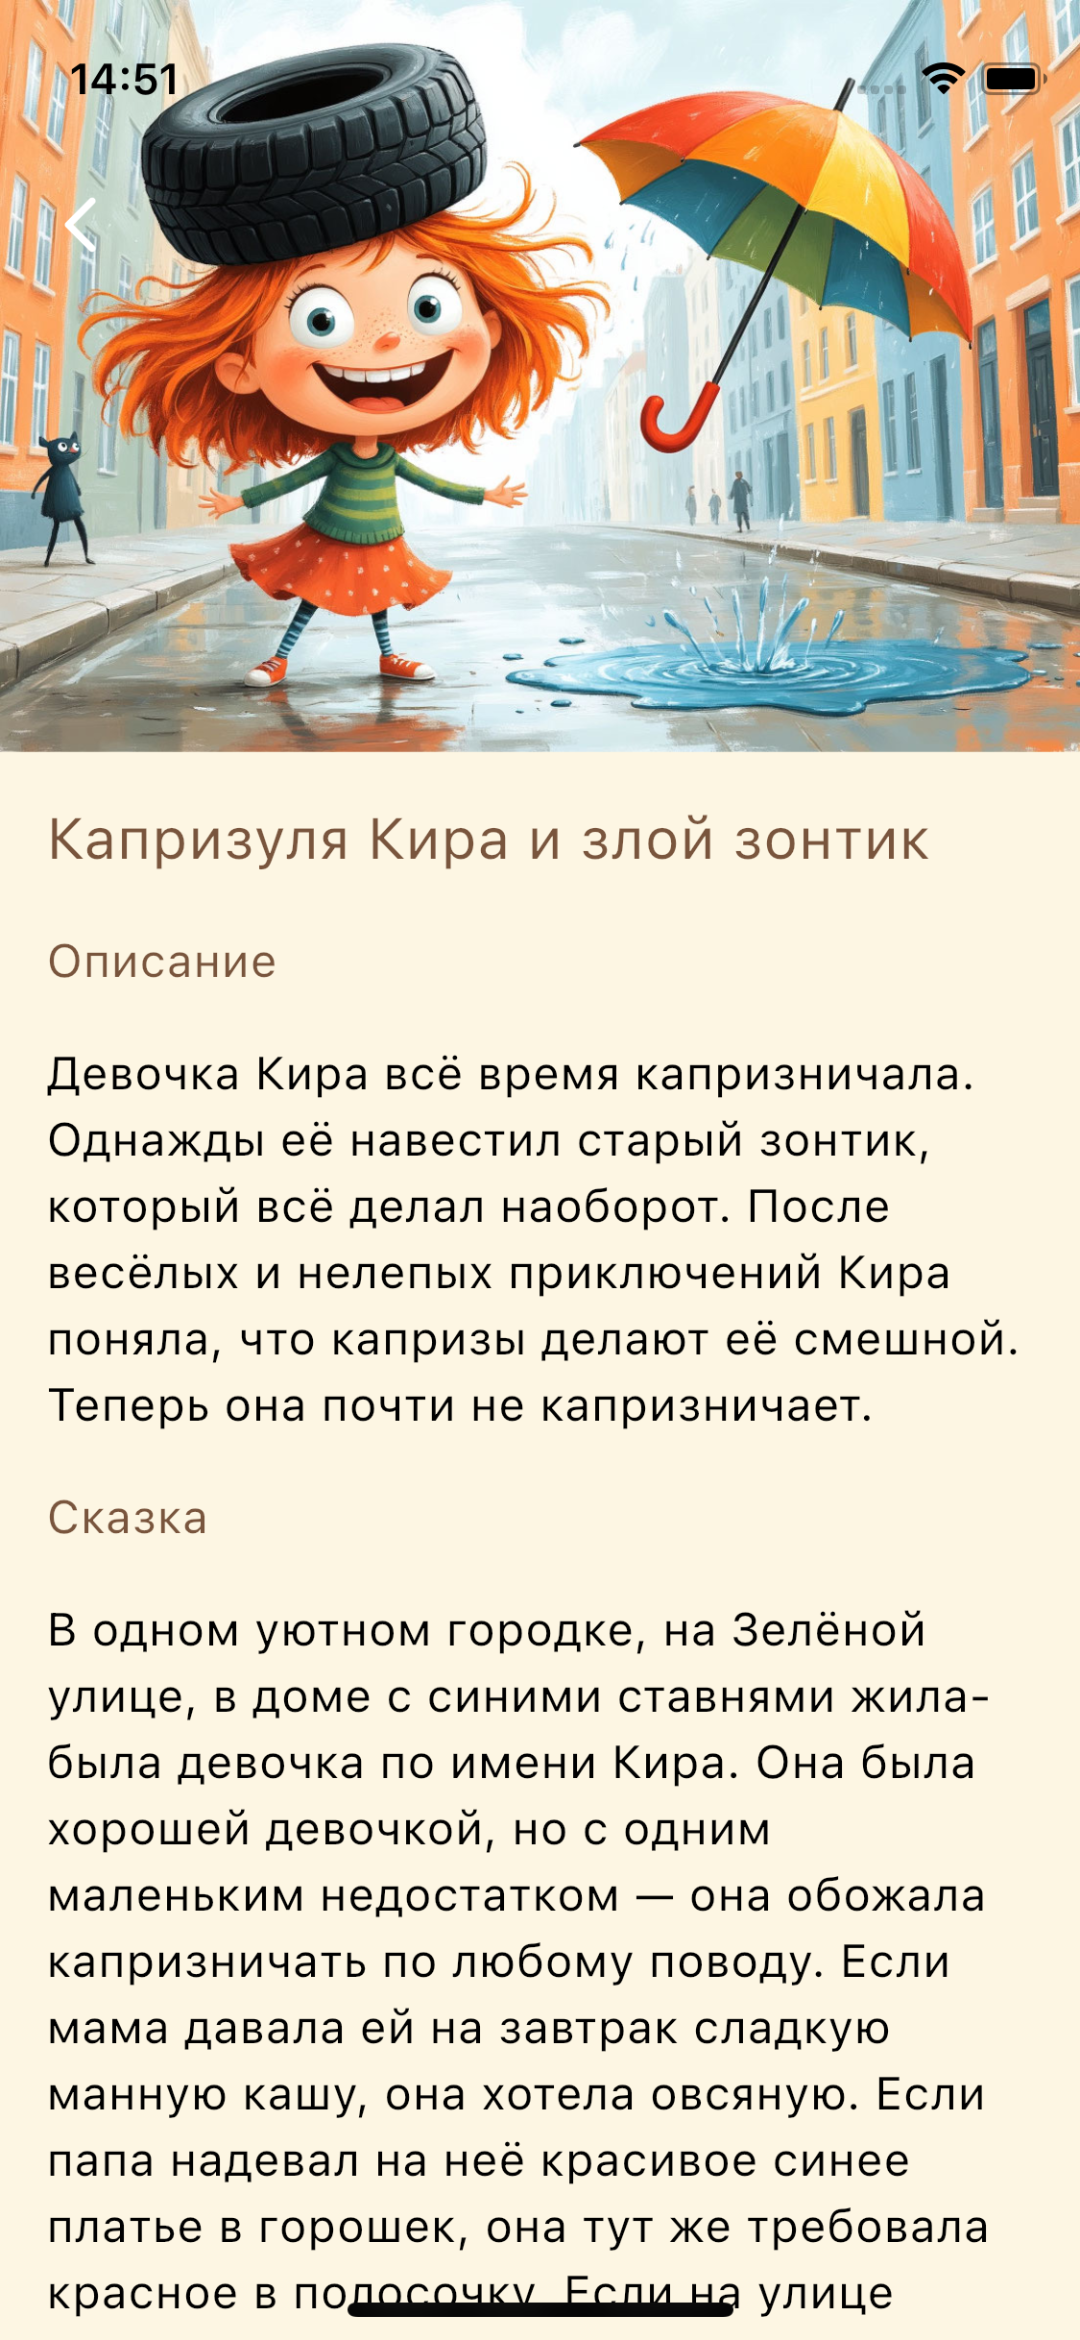 14:51
Капризуля Кира и злой зонтик
Описание
Девочка Кира всё время капризничала.
Однажды её навестил старый зонтик,
который всё делал наоборот. После
весёлых и нелепых приключений Кира
поняла, что капризы делают её смешной.
Теперь она почти не капризничает.
Сказка
В одном уютном городке, на Зелёной
улице, в доме с синими ставнями жила-
была девочка по имени Кира. Она была
хорошей девочкой, но с одним
маленьким недостатком — она обожала
капризничать по любому поводу. Если
мама давала ей на завтрак сладкую
манную кашу, она хотела овсяную. Если
папа надевал на неё красивое синее
платье в горошек, она тут же требовала
красное в полосочку. Если на улице